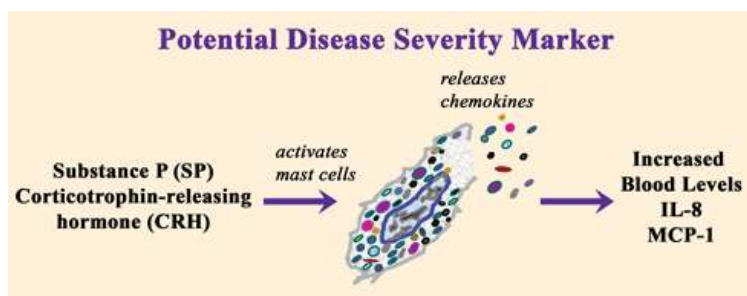 Potential Disease Severity Marker
releases
chemokines
activates
mast cells
Substance P (SP)
Corticotrophin-releasing
hormone (CRH)
Increased
Blood Levels
IL-8
MCP-1